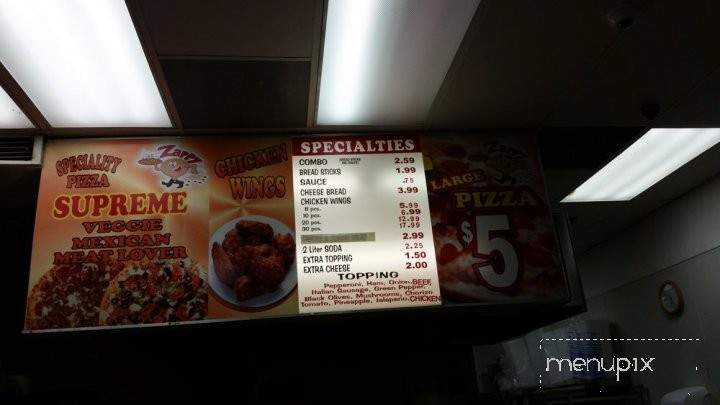 SPECIALITY
PIZZA
Zarzz
SUPREME
VEGGIE
MEXICAN
MEAT LOVER
CHICKEN
WINGS
SPECIALTIES
COMBO 2.59
BREAD STICKS 1.99
SAUCE .75
CHEESE BREAD 3.99
CHICKEN WINGS
8 pcs. 5.99
10 pcs. 6.99
20 pcs. 12.99
30 pcs. 17.99
2.99
2 Liter SODA 2.25
EXTRA TOPPING 1.50
EXTRA CHEESE 2.00
TOPPING
Pepperoni, Ham, Onion, BEEF,
Italian Sausage, Green Pepper,
Black Olives, Mushrooms, Chorizo
Tomato, Pineapple, Jalapeno, CHICKEN
LARGE
PIZZA
$5
menupix